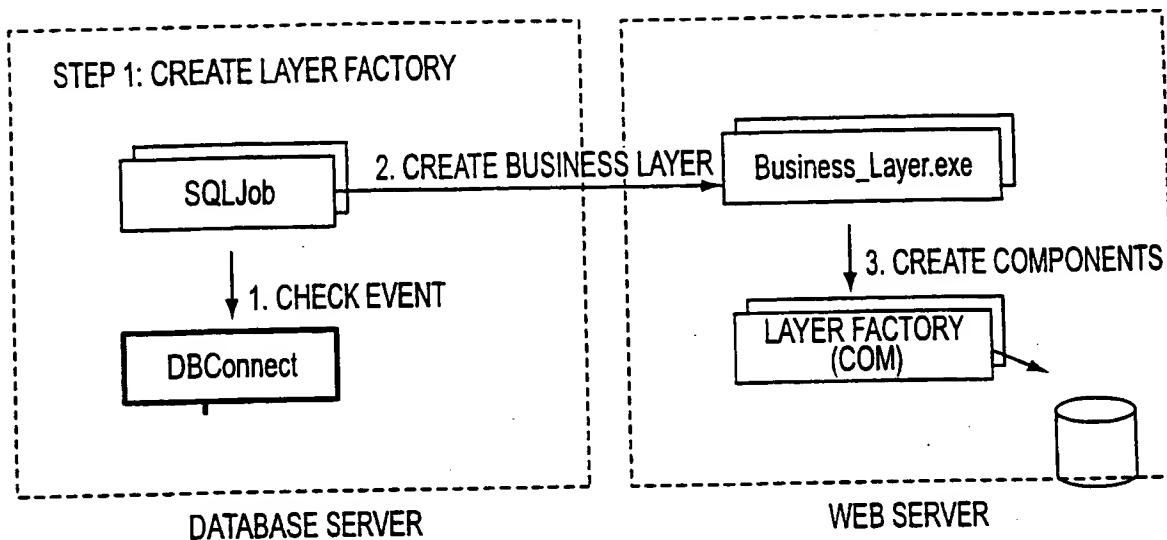 STEP 1: CREATE LAYER FACTORY
SQLJob
2. CREATE BUSINESS LAYER
Business_Layer.exe
1. CHECK EVENT
3. CREATE COMPONENTS
DBConnect
LAYER FACTORY
(COM)
DATABASE SERVER
WEB SERVER